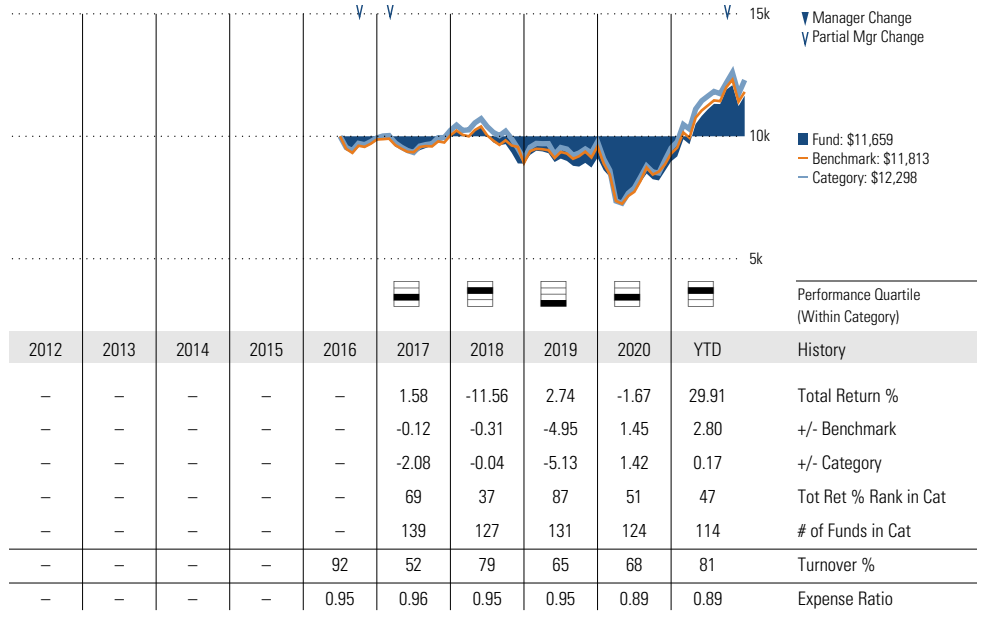 15k
10k
5k
Manager Change
Partial Mgr Change
Fund: $11,659
Benchmark: $11,813
Category: $12,298
Performance Quartile
(Within Category)
2012 2013 2014 2015 2016 2017 2018 2019 2020 YTD History
– – – – – 1.58 -11.56 2.74 -1.67 29.91 Total Return %
– – – – – -0.12 -0.31 -4.95 1.45 2.80 +/- Benchmark
– – – – – -2.08 -0.04 -5.13 1.42 0.17 +/- Category
– – – – – 69 37 87 51 47 Tot Ret % Rank in Cat
– – – – – 139 127 131 124 114 # of Funds in Cat
– – – – 92 52 79 65 68 81 Turnover %
– – – – 0.95 0.96 0.95 0.95 0.89 0.89 Expense Ratio